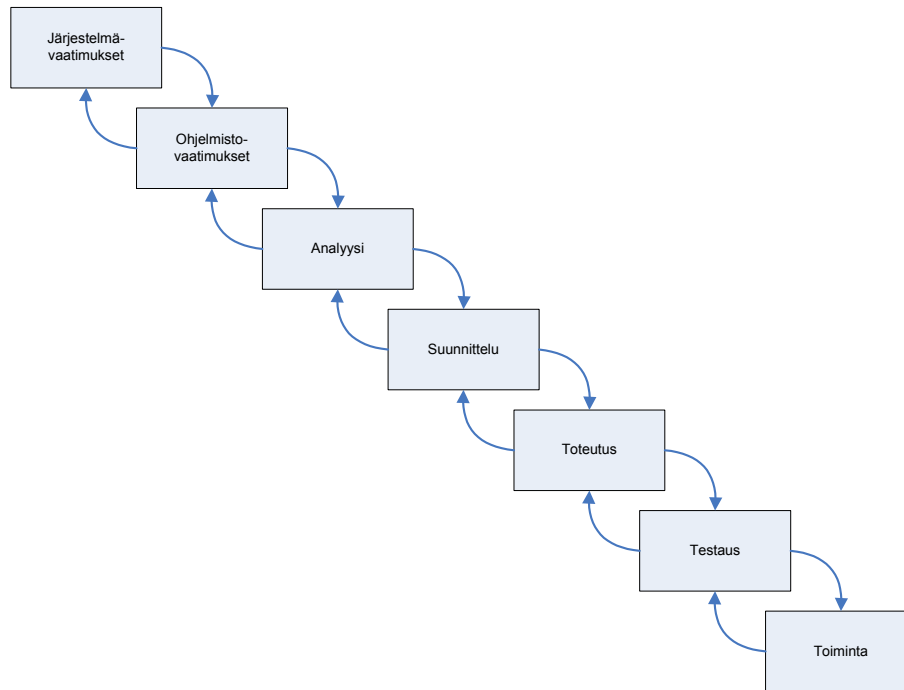 Järjestelmä-
vaatimukset
Ohjelmisto-
vaatimukset
Analyysi
Suunnittelu
Toteutus
Testaus
Toiminta